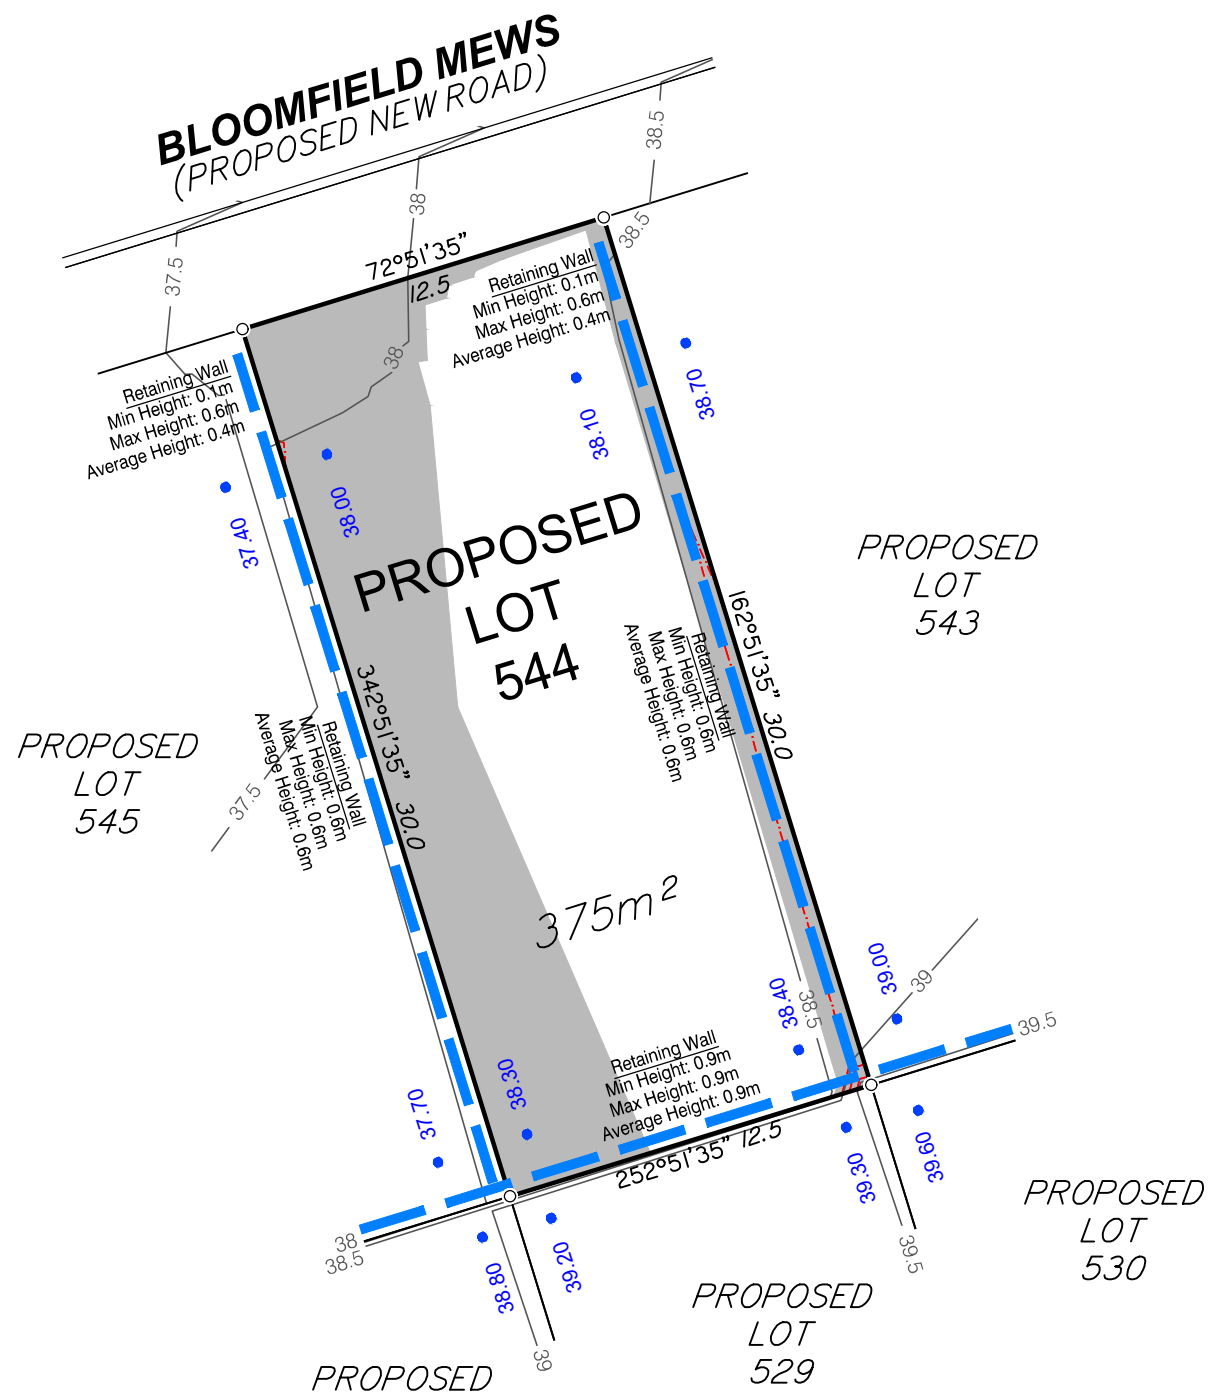 BLOOMFIELD MEWS
(PROPOSED NEW ROAD)
38.5
38
37.5
38.5
72°51'35"
12.5
Retaining Wall
Min Height: 0.1m
Max Height: 0.6m
Average Height: 0.4m
38
Retaining Wall
Min Height: 0.1m
Max Height: 0.6m
Average Height: 0.4m
38.70
38.10
38.00
37.40
PROPOSED
LOT
544
PROPOSED
LOT
543
162°51'35" 30.0
Retaining Wall
Min Height: 0.6m
Max Height: 0.6m
Average Height: 0.6m
342°51'35" 30.0
Retaining Wall
Min Height: 0.6m
Max Height: 0.6m
Average Height: 0.6m
PROPOSED
LOT
545
37.5
375m²
39.00
39
38.40
38.5
39.5
38.30
Retaining Wall
Min Height: 0.9m
Max Height: 0.9m
Average Height: 0.9m
37.70
252°51'35" 12.5
39.30
39.60
38
38.5
38.80
39.20
39.5
39
PROPOSED
LOT
530
PROPOSED
LOT
529
PROPOSED